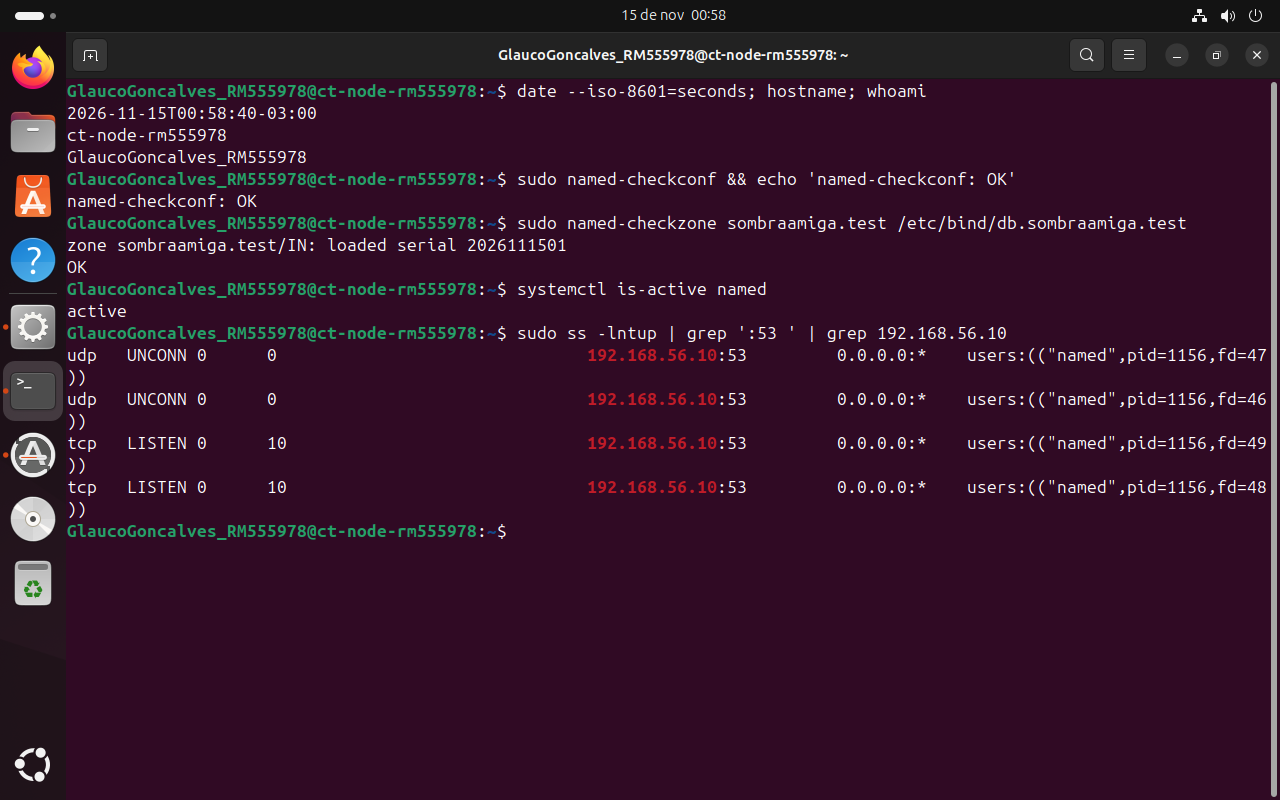 15 de nov 00:58
GlaucoGoncalves_RM555978@ct-node-rm555978: ~
GlaucoGoncalves_RM555978@ct-node-rm555978:~$ date --iso-8601=seconds; hostname; whoami
2026-11-15T00:58:40-03:00
ct-node-rm555978
GlaucoGoncalves_RM555978
GlaucoGoncalves_RM555978@ct-node-rm555978:~$ sudo named-checkconf && echo 'named-checkconf: OK'
named-checkconf: OK
GlaucoGoncalves_RM555978@ct-node-rm555978:~$ sudo named-checkzone sombraamiga.test /etc/bind/db.sombraamiga.test
zone sombraamiga.test/IN: loaded serial 2026111501
OK
GlaucoGoncalves_RM555978@ct-node-rm555978:~$ systemctl is-active named
active
GlaucoGoncalves_RM555978@ct-node-rm555978:~$ sudo ss -lntup | grep ':53 ' | grep 192.168.56.10
udp   UNCONN 0      0                               192.168.56.10:53         0.0.0.0:*    users:(("named",pid=1156,fd=47
))
udp   UNCONN 0      0                               192.168.56.10:53         0.0.0.0:*    users:(("named",pid=1156,fd=46
))
tcp   LISTEN 0      10                              192.168.56.10:53         0.0.0.0:*    users:(("named",pid=1156,fd=49
))
tcp   LISTEN 0      10                              192.168.56.10:53         0.0.0.0:*    users:(("named",pid=1156,fd=48
))
GlaucoGoncalves_RM555978@ct-node-rm555978:~$